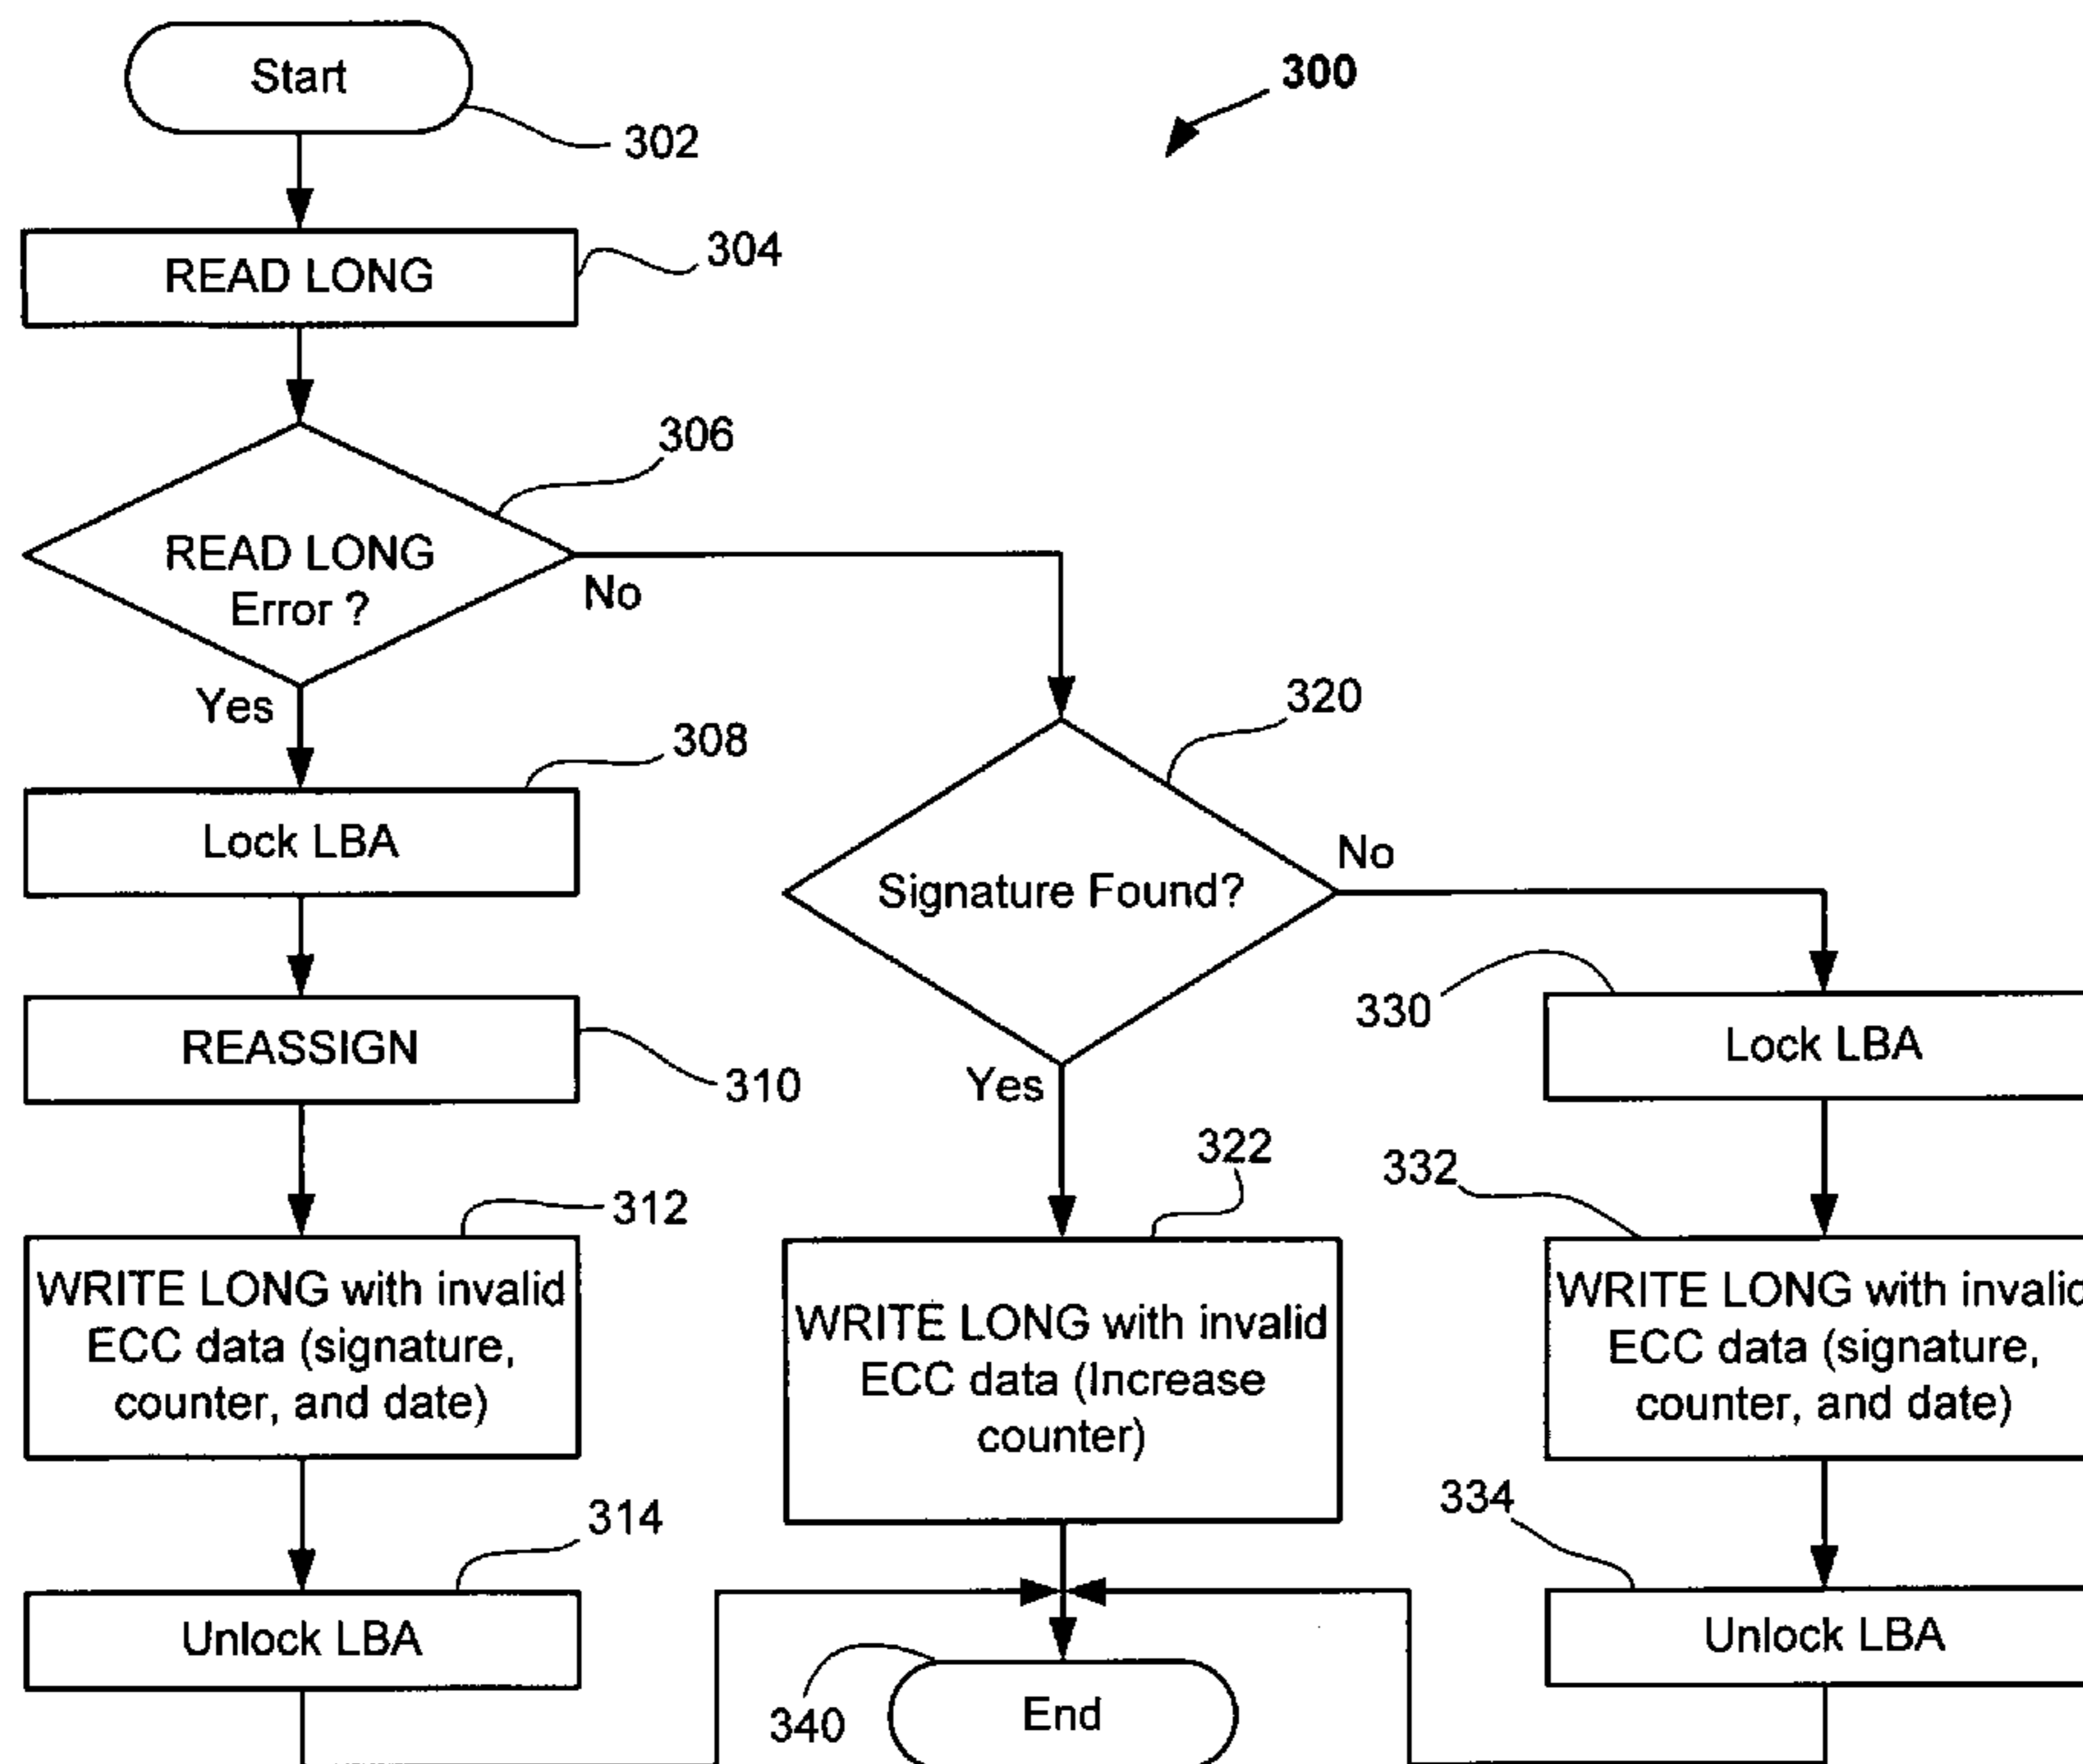 Start
300
302
READ LONG
304
306
READ LONG
Error ?
No
Yes
308
Lock LBA
320
Signature Found?
No
Yes
REASSIGN
310
330
Lock LBA
312
WRITE LONG with invalid
ECC data (signature,
counter, and date)
322
WRITE LONG with invalid
ECC data (Increase
counter)
332
WRITE LONG with invalid
ECC data (signature,
counter, and date)
314
Unlock LBA
334
Unlock LBA
340
End